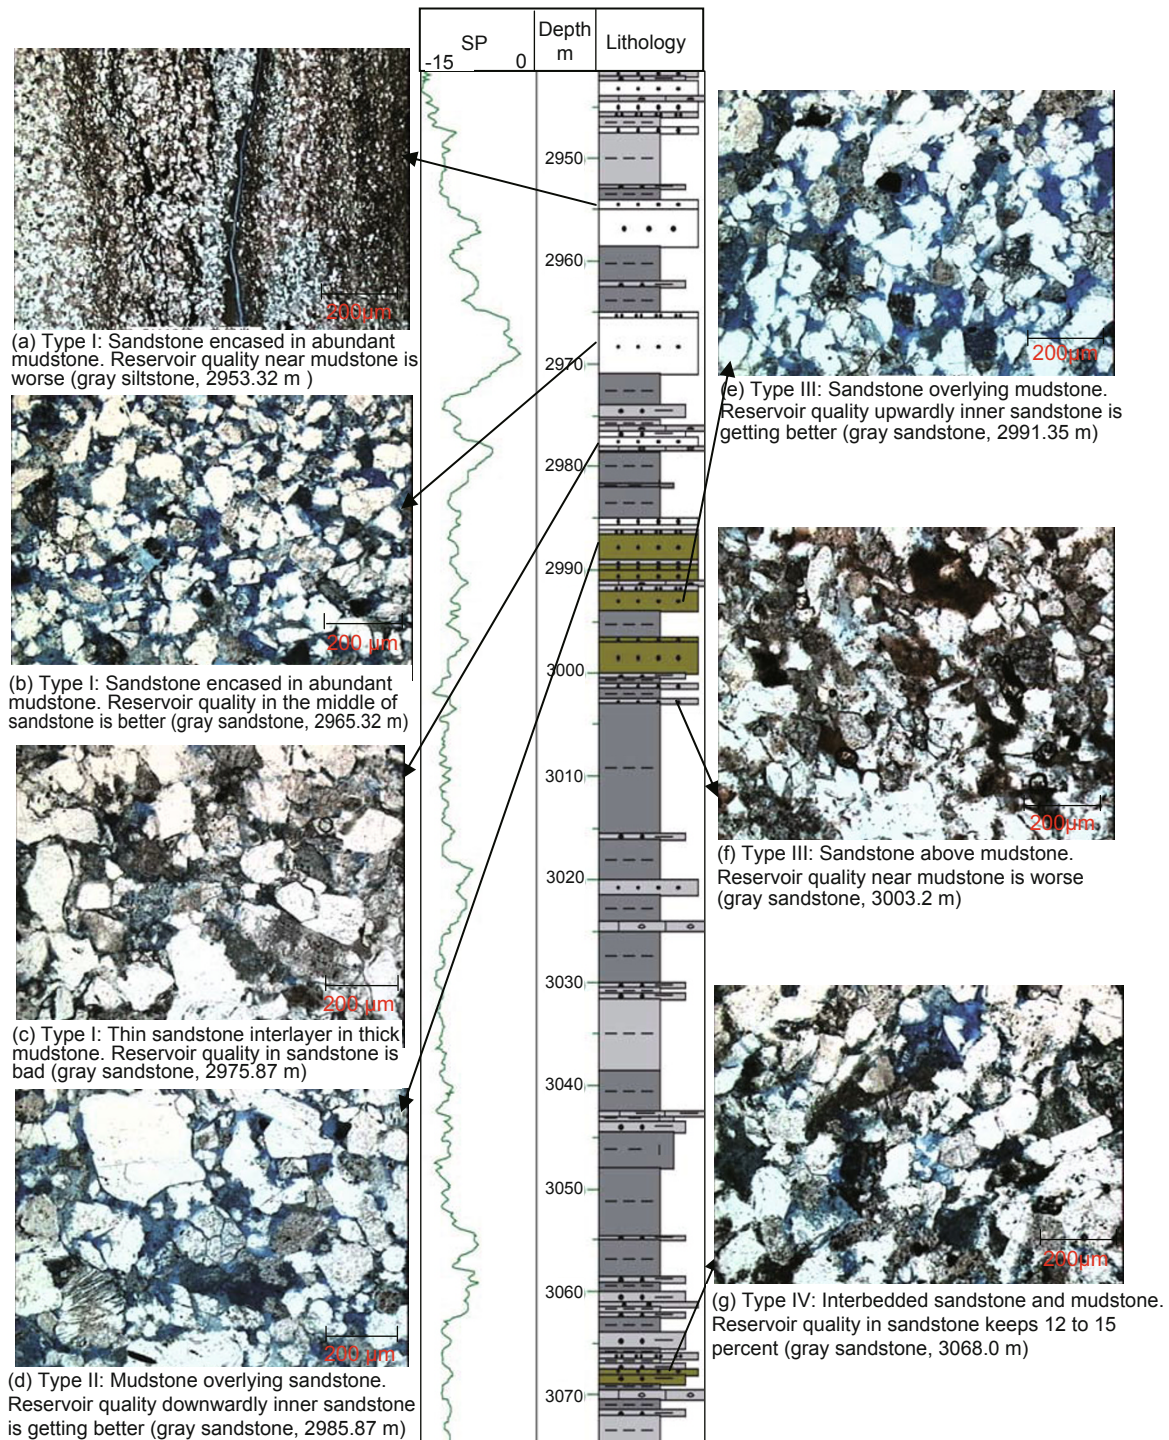 SP
Depth
m
Lithology
-15
0
2950
2960
2970
2980
2990
3000
3010
3020
3030
3040
3050
3060
3070
200μm
(a) Type I: Sandstone encased in abundant
mudstone. Reservoir quality near mudstone is
worse (gray siltstone, 2953.32 m )
200 μm
(b) Type I: Sandstone encased in abundant
mudstone. Reservoir quality in the middle of
sandstone is better (gray sandstone, 2965.32 m)
200 μm
(c) Type I: Thin sandstone interlayer in thick
mudstone. Reservoir quality in sandstone is
bad (gray sandstone, 2975.87 m)
200 μm
(d) Type II: Mudstone overlying sandstone.
Reservoir quality downwardly inner sandstone
is getting better (gray sandstone, 2985.87 m)
200μm
(e) Type III: Sandstone overlying mudstone.
Reservoir quality upwardly inner sandstone is
getting better (gray sandstone, 2991.35 m)
200μm
(f) Type III: Sandstone above mudstone.
Reservoir quality near mudstone is worse
(gray sandstone, 3003.2 m)
200μm
(g) Type IV: Interbedded sandstone and mudstone.
Reservoir quality in sandstone keeps 12 to 15
percent (gray sandstone, 3068.0 m)